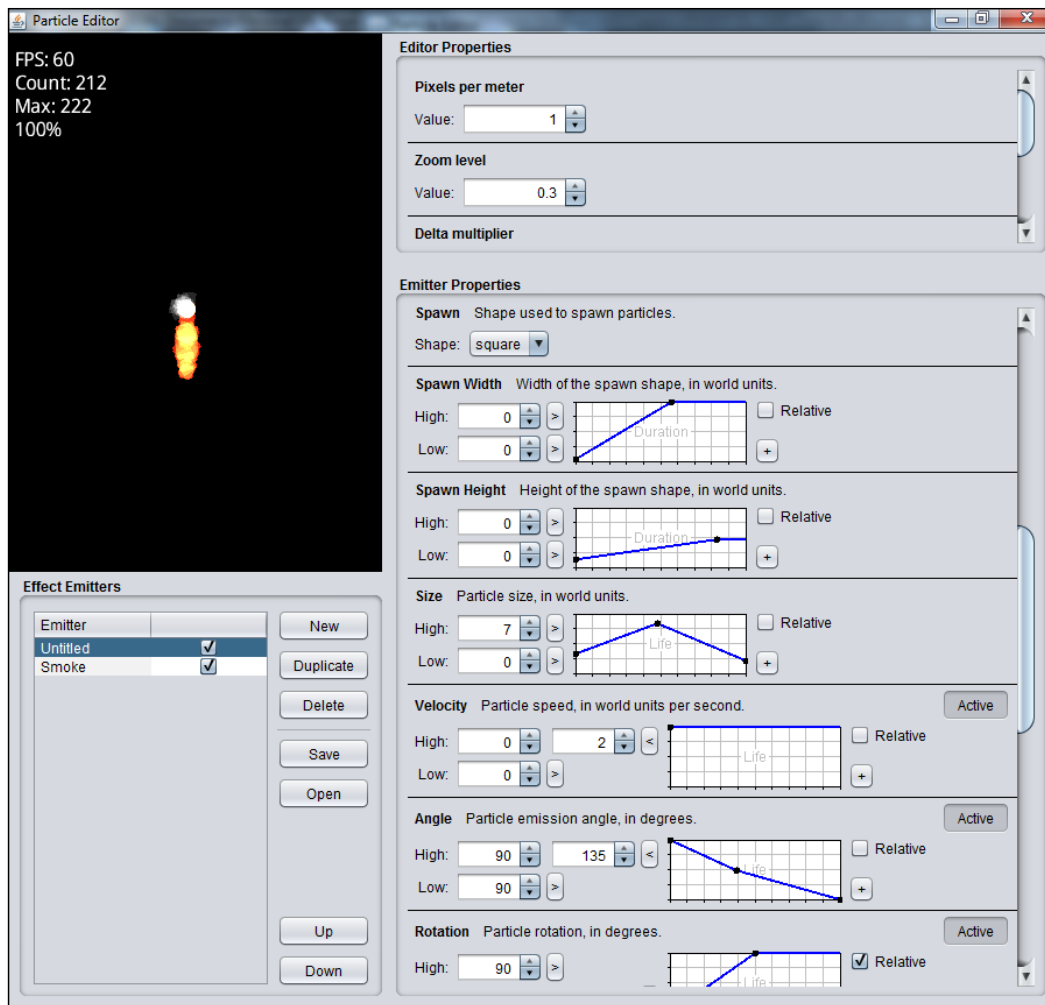 Particle Editor
FPS: 60
Count: 212
Max: 222
100%
Editor Properties
Pixels per meter
Value: 1
Zoom level
Value: 0.3
Delta multiplier
Emitter Properties
Spawn Shape used to spawn particles.
Shape: square
Spawn Width Width of the spawn shape, in world units.
High: 0 > Duration Relative
Low: 0 > +
Spawn Height Height of the spawn shape, in world units.
High: 0 > Duration Relative
Low: 0 > +
Size Particle size, in world units.
High: 7 > Life Relative
Low: 0 > +
Velocity Particle speed, in world units per second. Active
High: 0 2 < Life Relative
Low: 0 > +
Angle Particle emission angle, in degrees. Active
High: 90 135 < Life Relative
Low: 90 > +
Rotation Particle rotation, in degrees. Active
High: 90 > Life Relative
Effect Emitters
Emitter
Untitled
Smoke
New
Duplicate
Delete
Save
Open
Up
Down